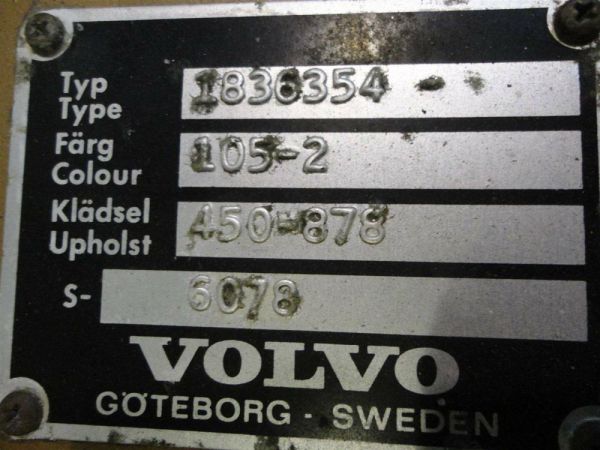 Typ
Type 1836354
Färg
Colour 105-2
Klädsel
Upholst 450-878
S- 6078
VOLVO
GÖTEBORG - SWEDEN